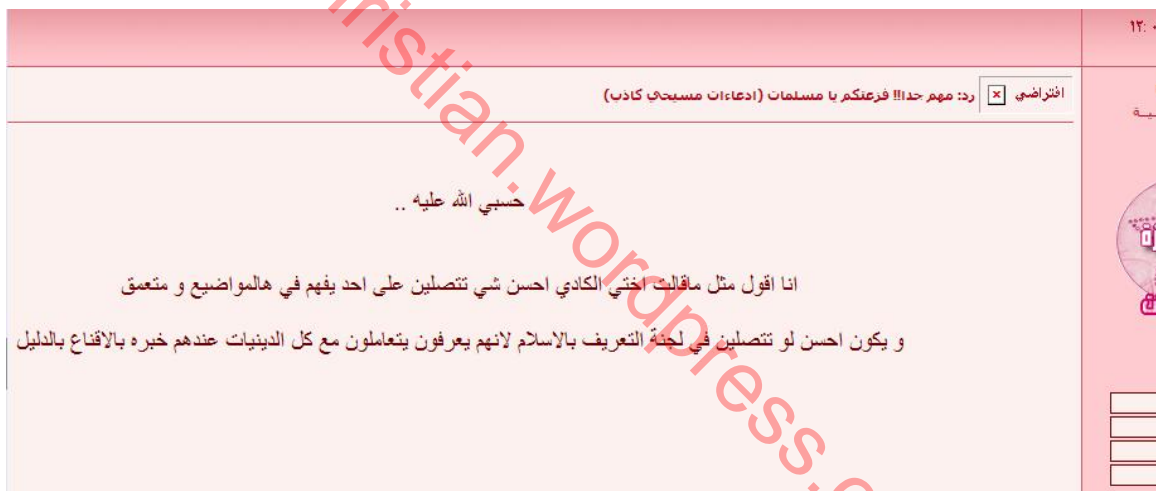 ١٢:
افتراضي رد: مهم جدا!! فزعتكم يا مسلمات (ادعاءات مسيحي كاذب)
حسبي الله عليه ..
انا اقول مثل ماقالت اختي الكادي احسن شي تتصلين على احد يفهم في هالمواضيع و متعمق
و يكون احسن لو تتصلين في لجنة التعريف بالاسلام لانهم يعرفون يتعاملون مع كل الدينيات عندهم خبره بالاقناع بالدليل
ristian.wordpress.c